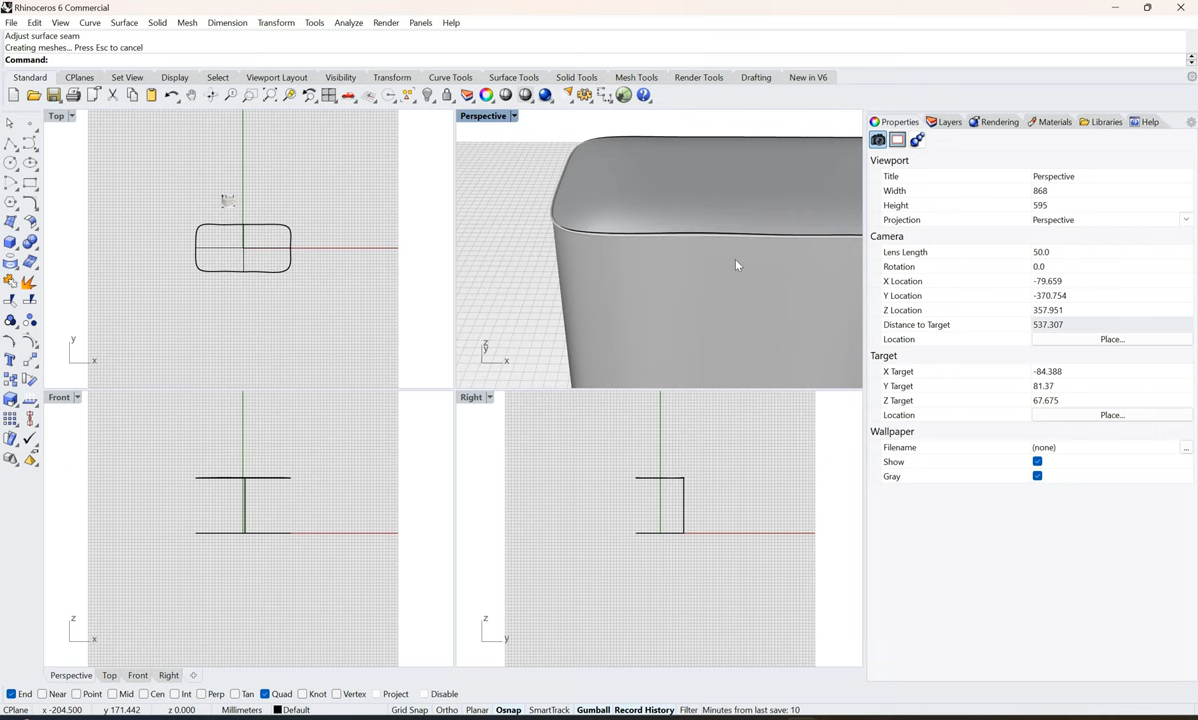 Rhinoceros 6 Commercial
File Edit View Curve Surface Solid Mesh Dimension Transform Tools Analyze Render Panels Help
Adjust surface seam
Creating meshes... Press Esc to cancel
Command:
Standard CPlanes Set View Display Select Viewport Layout Visibility Transform Curve Tools Surface Tools Solid Tools Mesh Tools Render Tools Drafting New in V6
Top
Perspective
Properties Layers Rendering Materials Libraries Help
Viewport
Title Perspective
Width 868
Height 595
Projection Perspective
Camera
Lens Length 50.0
Rotation 0.0
X Location -79.659
Y Location -370.754
Z Location 357.951
Distance to Target 537.307
Location Place...
Target
X Target -84.388
Y Target 81.37
Z Target 67.675
Location Place...
Wallpaper
Filename (none) ...
Show
Gray
y
x
z
y
x
Front
Right
z
x
z
y
Perspective Top Front Right
End Near Point Mid Cen Int Perp Tan Quad Knot Vertex Project Disable
CPlane x -204.500 y 171.442 z 0.000 Millimeters Default Grid Snap Ortho Planar Osnap SmartTrack Gumball Record History Filter Minutes from last save: 10